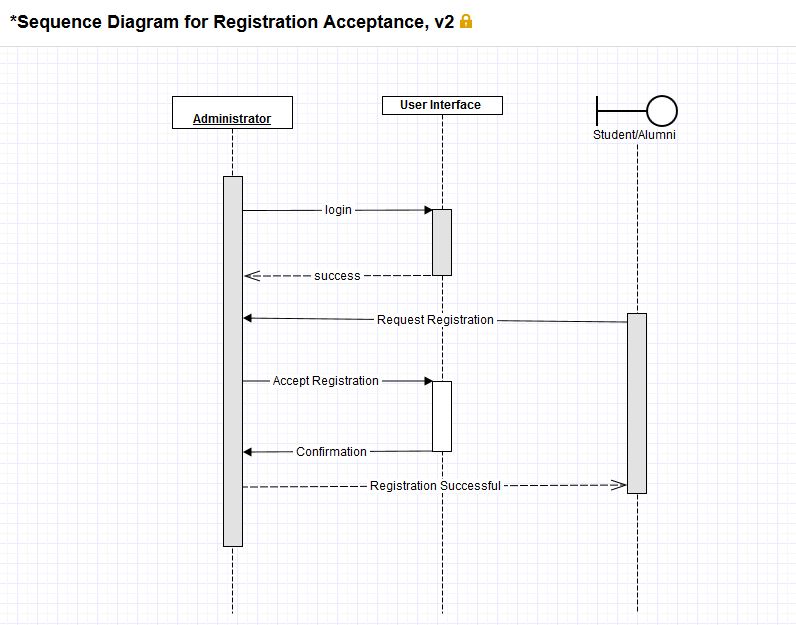 *Sequence Diagram for Registration Acceptance, v2
Administrator
User Interface
Student/Alumni
login
success
Request Registration
Accept Registration
Confirmation
Registration Successful